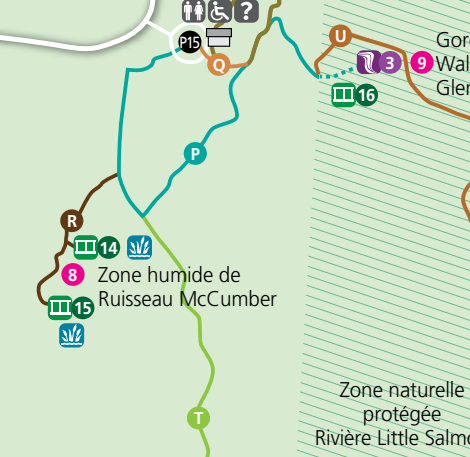 ?
P15
Q
U
Gor
3
9 Wal
Gler
16
P
R
14
8 Zone humide de
Ruisseau McCumber
15
Zone naturelle
protégée
Rivière Little Salmo
T